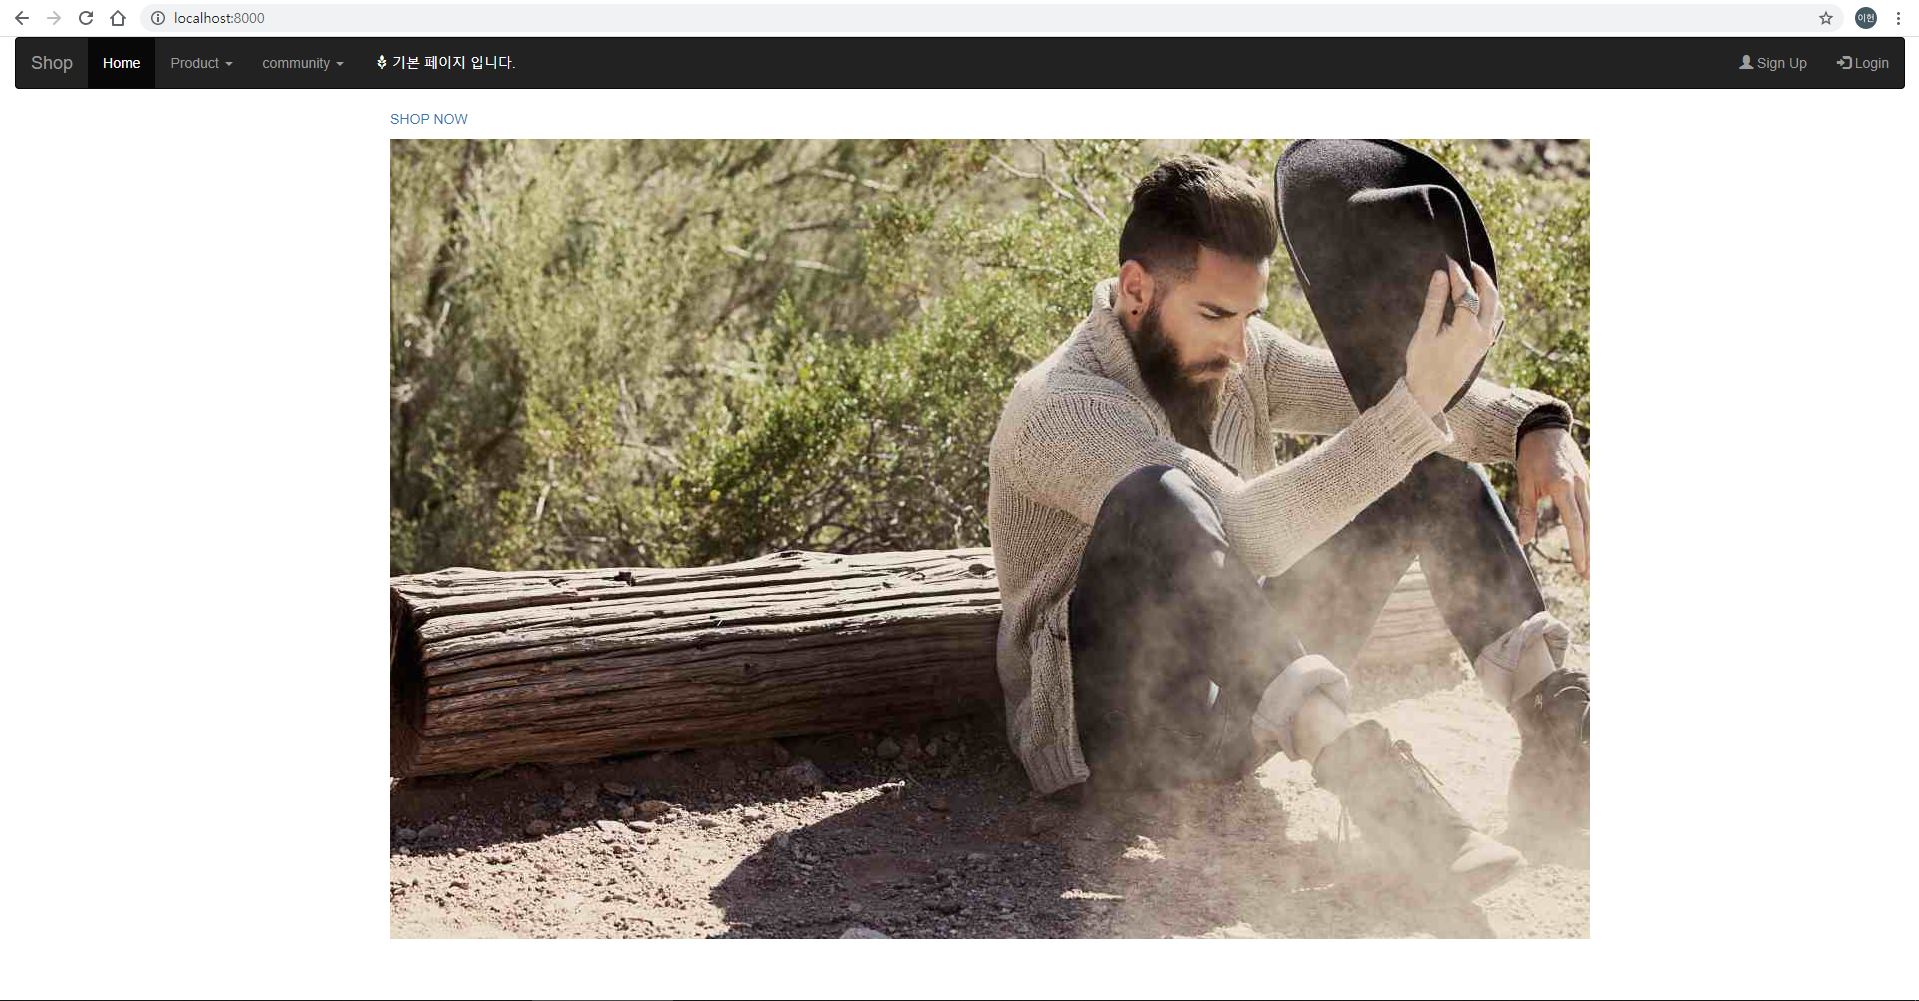 localhost:8000
이헌
Shop Home Product community 기본 페이지 입니다. Sign Up Login
SHOP NOW